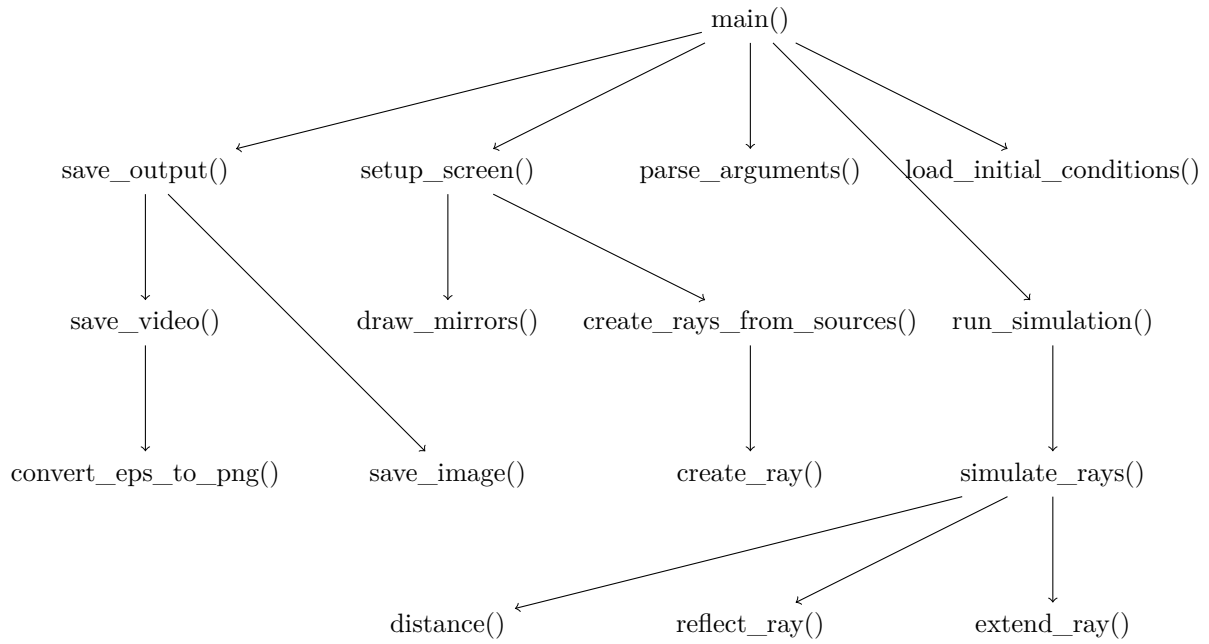 main()
save_output()
setup_screen()
parse_arguments()
load_initial_conditions()
save_video()
draw_mirrors()
create_rays_from_sources()
run_simulation()
convert_eps_to_png()
save_image()
create_ray()
simulate_rays()
distance()
reflect_ray()
extend_ray()